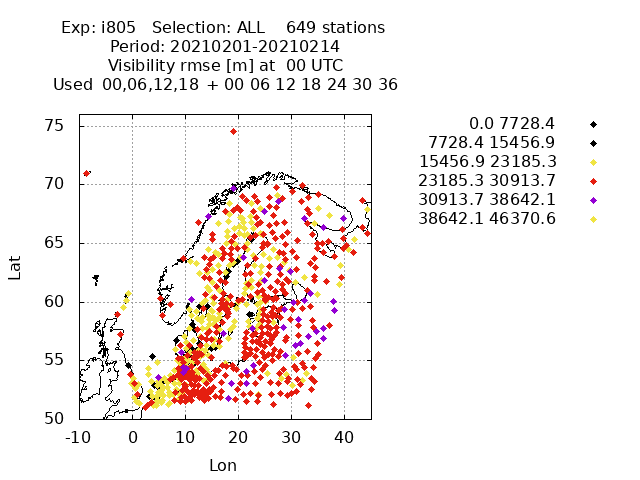 Exp: i805 Selection: ALL 649 stations
Period: 20210201-20210214
Visibility rmse [m] at 00 UTC
Used 00,06,12,18 + 00 06 12 18 24 30 36
0.0 7728.4
7728.4 15456.9
15456.9 23185.3
23185.3 30913.7
30913.7 38642.1
38642.1 46370.6
75
70
65
60
55
50
Lat
-10 0 10 20 30 40
Lon